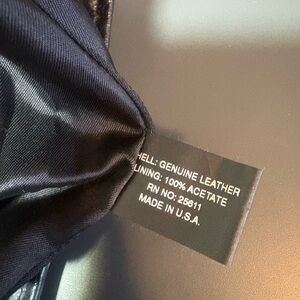 HELL: GENUINE LEATHER
LINING: 100% ACETATE
RN NO: 25611
MADE IN U.S.A.